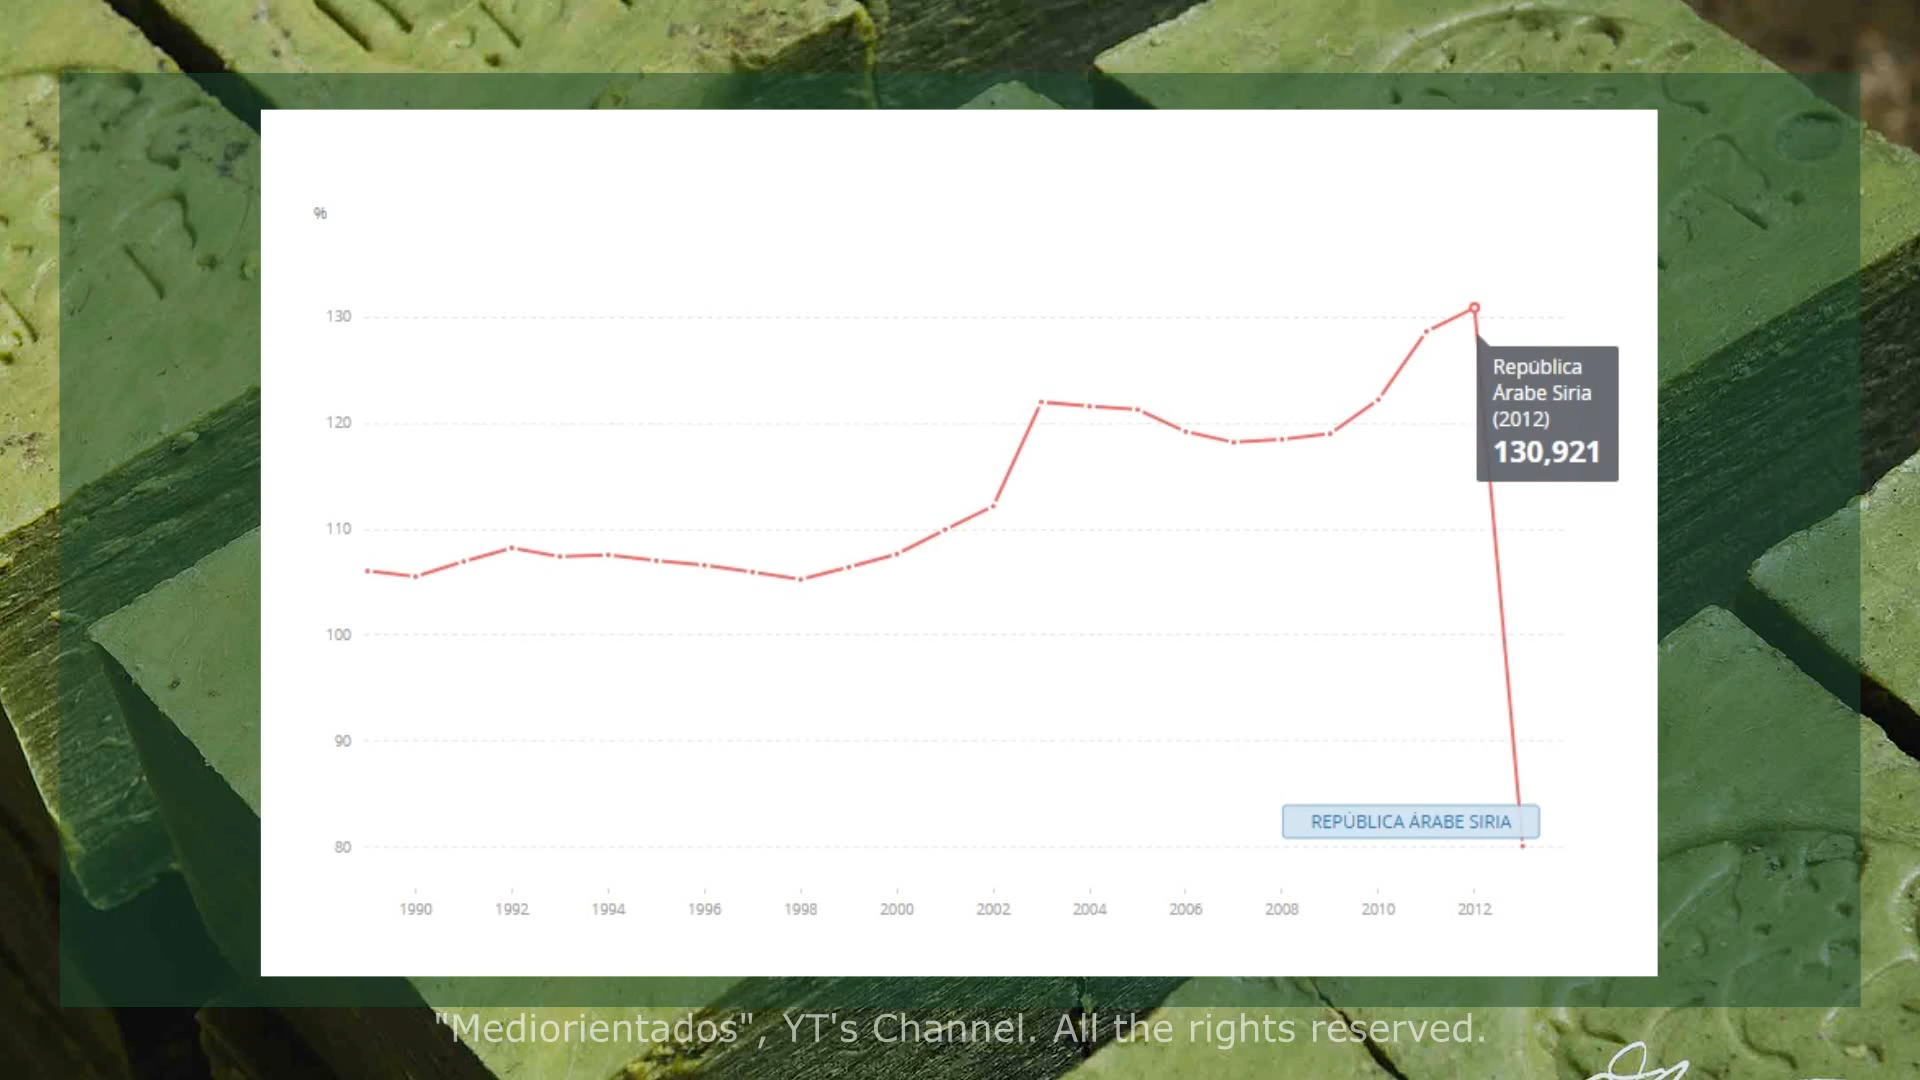 %
130
120
110
100
90
80
República
Árabe Siria
(2012)
130,921
REPÚBLICA ÁRABE SIRIA
1990 1992 1994 1996 1998 2000 2002 2004 2006 2008 2010 2012
"Mediorientados", YT's Channel. All the rights reserved.